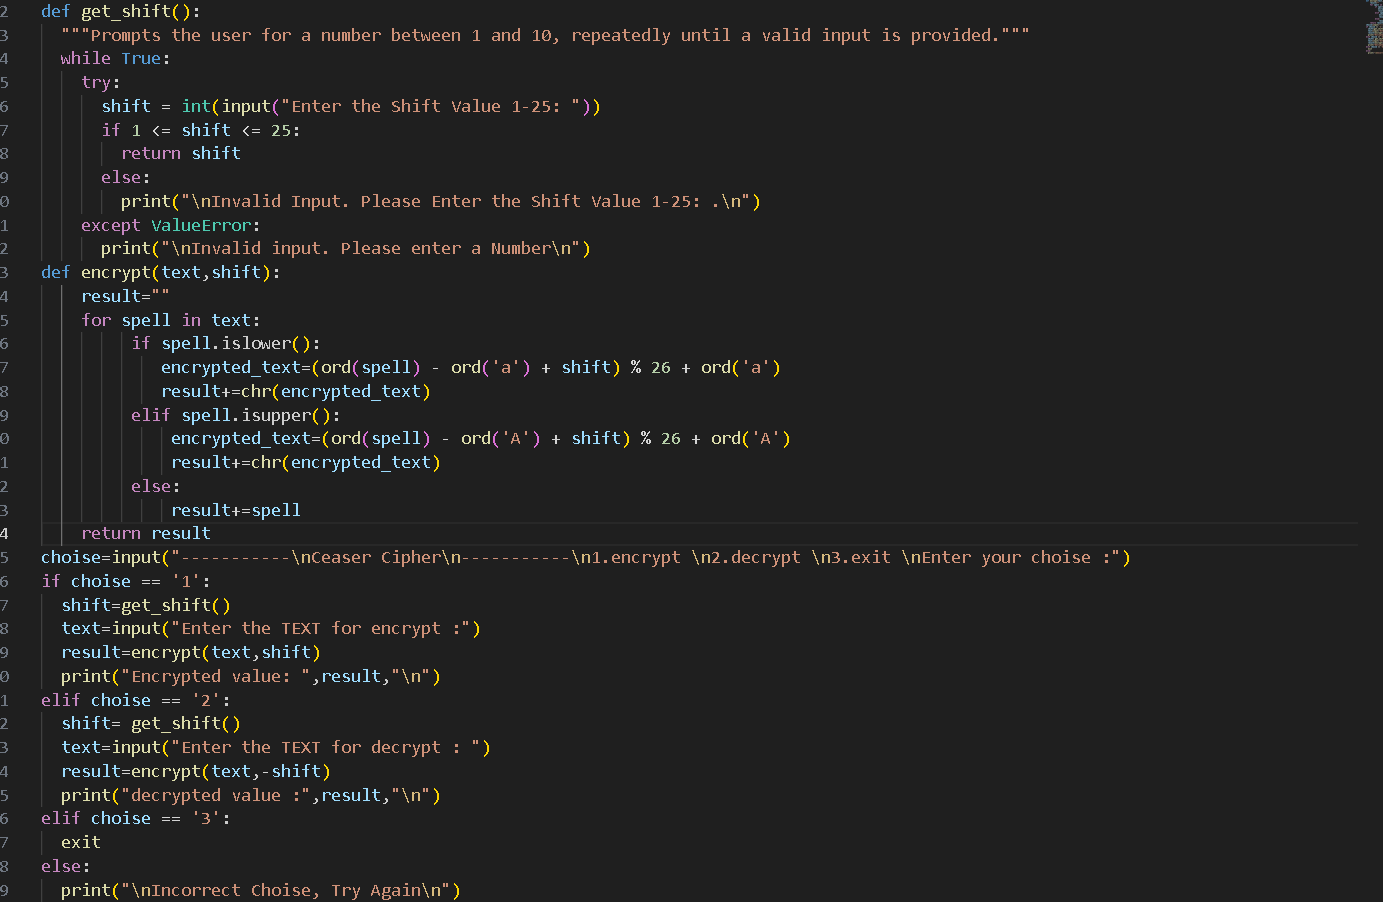 2 def get_shift():
3   """Prompts the user for a number between 1 and 10, repeatedly until a valid input is provided."""
4   while True:
5     try:
6       shift = int(input("Enter the Shift Value 1-25: "))
7       if 1 <= shift <= 25:
8         return shift
9       else:
0         print("\nInvalid Input. Please Enter the Shift Value 1-25: .\n")
1     except ValueError:
2       print("\nInvalid input. Please enter a Number\n")
3 def encrypt(text,shift):
4     result=""
5     for spell in text:
6          if spell.islower():
7             encrypted_text=(ord(spell) - ord('a') + shift) % 26 + ord('a')
8             result+=chr(encrypted_text)
9          elif spell.isupper():
0              encrypted_text=(ord(spell) - ord('A') + shift) % 26 + ord('A')
1              result+=chr(encrypted_text)
2          else:
3              result+=spell
4     return result
5 choise=input("-----------\nCeaser Cipher\n-----------\n1.encrypt \n2.decrypt \n3.exit \nEnter your choise :")
6 if choise == '1':
7   shift=get_shift()
8   text=input("Enter the TEXT for encrypt :")
9   result=encrypt(text,shift)
0   print("Encrypted value: ",result,"\n")
1 elif choise == '2':
2   shift= get_shift()
3   text=input("Enter the TEXT for decrypt : ")
4   result=encrypt(text,-shift)
5   print("decrypted value :",result,"\n")
6 elif choise == '3':
7   exit
8 else:
9   print("\nIncorrect Choise, Try Again\n")